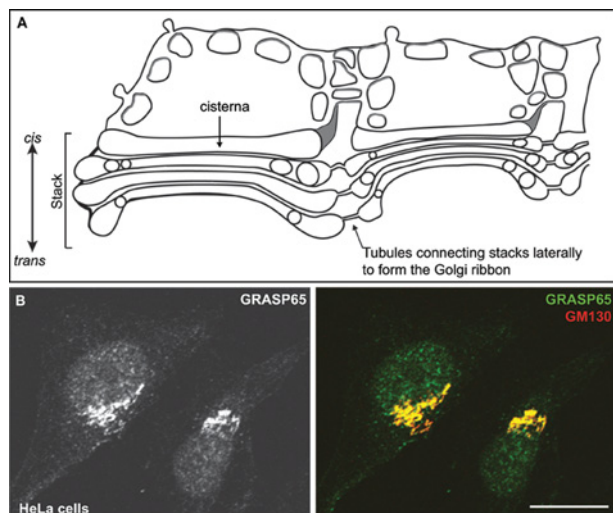 A
cisterna
cis
Stack
trans
Tubules connecting stacks laterally
to form the Golgi ribbon
B
GRASP65
HeLa cells
GRASP65
GM130